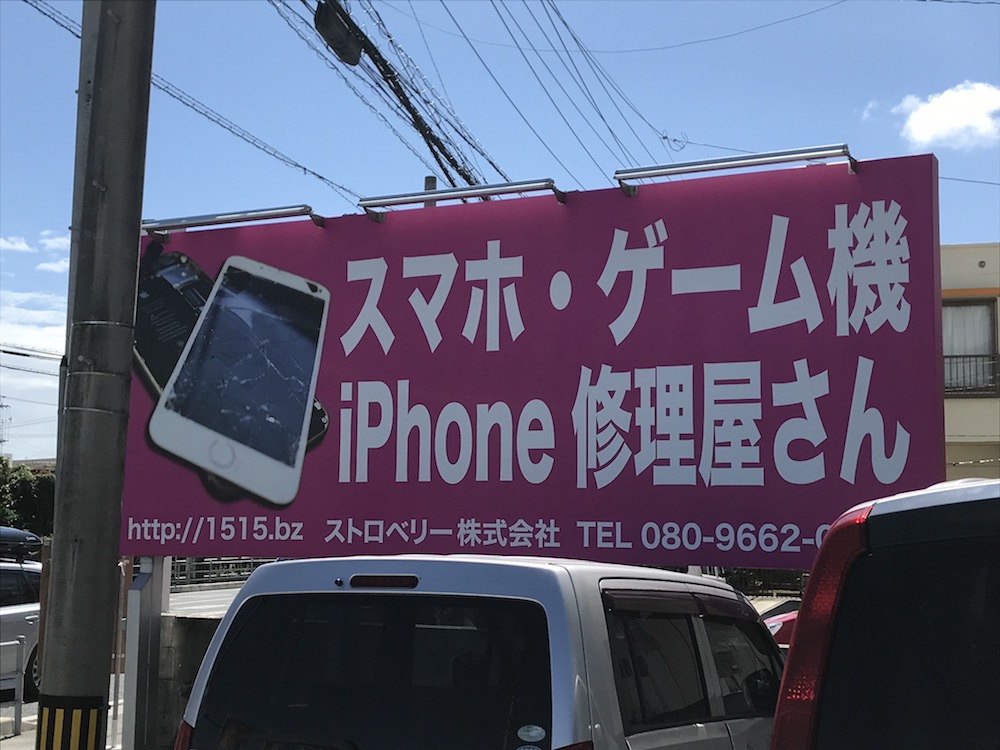 スマホ・ゲーム機
iPhone 修理屋さん
http://1515.bz ストロベリー株式会社 TEL 080-9662-